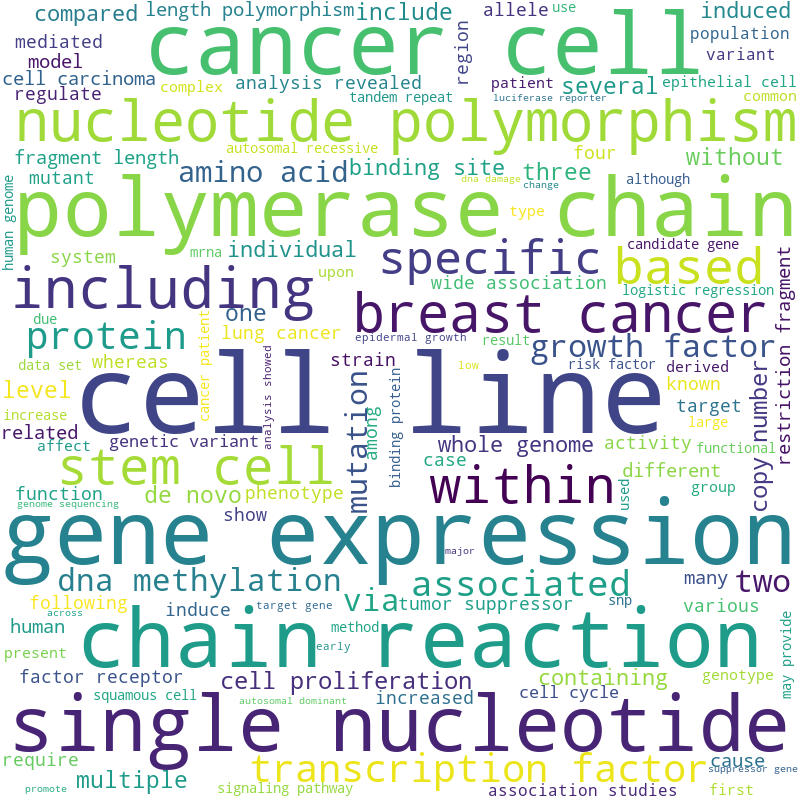 compared length polymorphism include allele use induced
mediated cancer cell region population
model variant
cell carcinoma complex analysis revealed patient several epithelial cell
regulate tandem repeat luciferase reporter common
nucleotide polymorphism
autosomal recessive
fragment length amino acid binding site three four without
mutant dna damage change although
human genome polymerase chain type
system mrna individual specific candidate gene based
including upon wide association logistic regression
due protein one lung cancer breast cancer restriction fragment
epidermal growth result growth factor
data set whereas cancer patient analysis showed strain low risk factor derived
level cell line known
increase target large
related affect genetic variant mutation among binding protein whole genome activity functional
stem cell case copy number
function de novo phenotype within different
genome sequencing show used group
gene expression
major
dna methylation associated many two
following induce target gene via tumor suppressor snp various
across
human chain reaction method
present early may provide
factor receptor cell proliferation containing genotype
squamous cell autosomal dominant increased cell cycle
single nucleotide
require transcription factor cause
multiple suppressor gene
promote signaling pathway association studies first